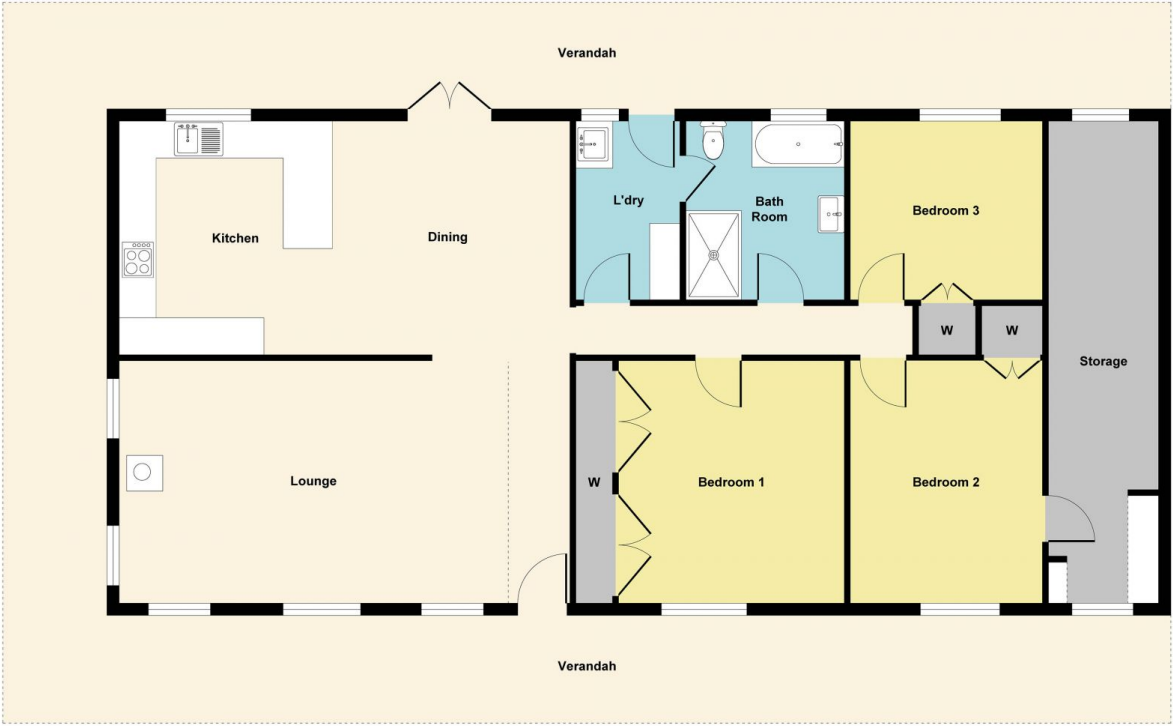 Verandah
Kitchen
Dining
L'dry
Bath
Room
Bedroom 3
W
W
Storage
Lounge
W
Bedroom 1
Bedroom 2
Verandah